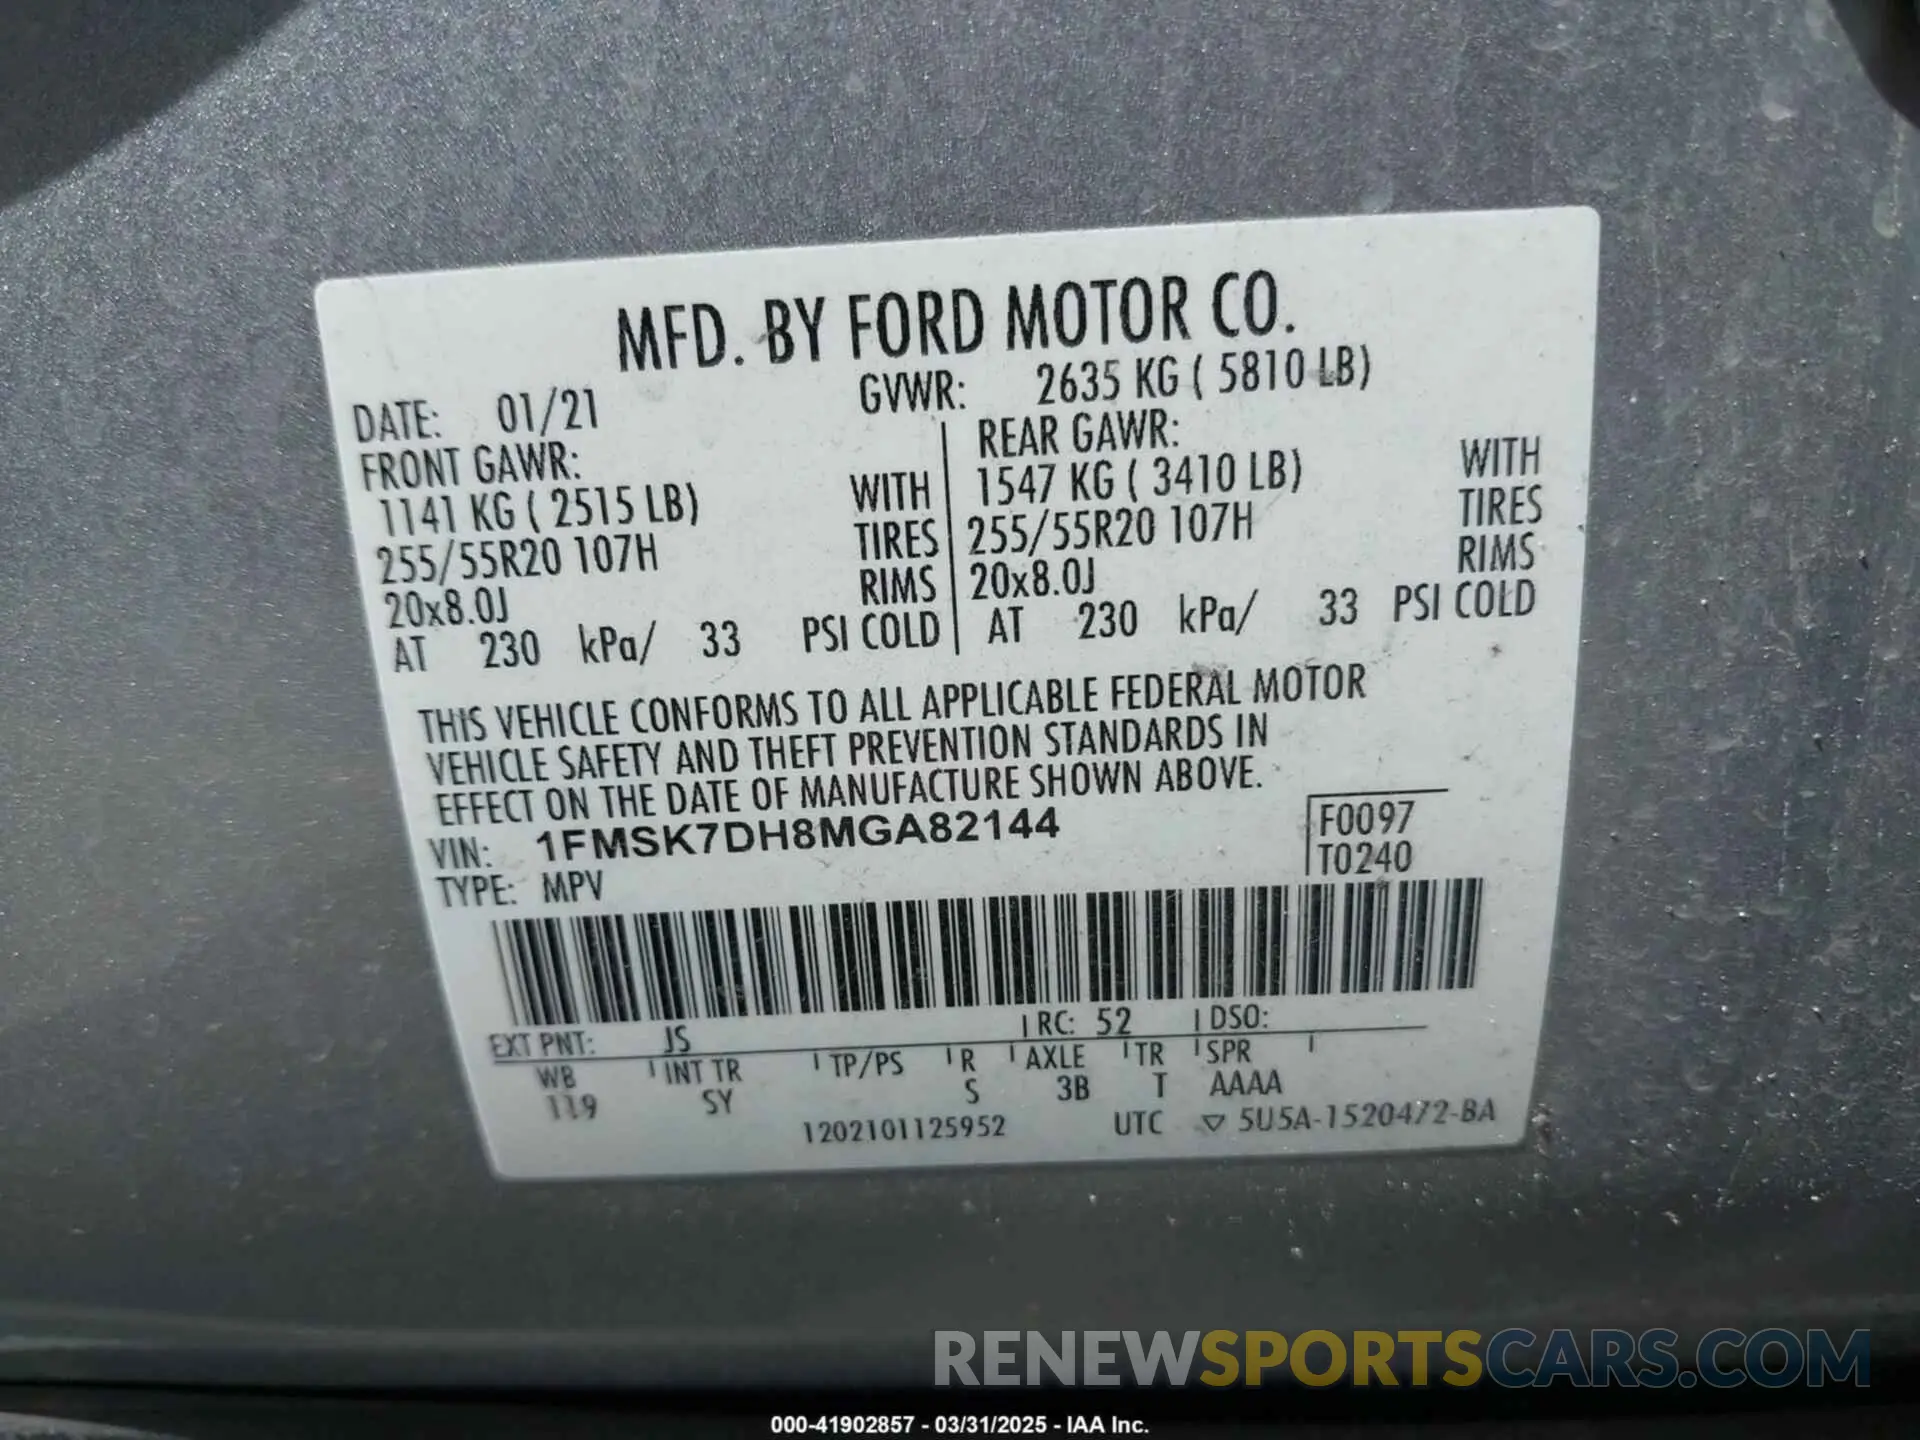 MFD. BY FORD MOTOR CO.
DATE: 01/21 GVWR: 2635 KG ( 5810 LB)
FRONT GAWR: REAR GAWR:
1141 KG ( 2515 LB) WITH 1547 KG ( 3410 LB) WITH
255/55R20 107H TIRES 255/55R20 107H TIRES
20x8.0J RIMS 20x8.0J RIMS
AT 230 kPa/ 33 PSI COLD AT 230 kPa/ 33 PSI COLD
THIS VEHICLE CONFORMS TO ALL APPLICABLE FEDERAL MOTOR
VEHICLE SAFETY AND THEFT PREVENTION STANDARDS IN
EFFECT ON THE DATE OF MANUFACTURE SHOWN ABOVE.
VIN: 1FMSK7DH8MGA82144 F0097
TYPE: MPV T0240
EXT PNT: JS RC: 52 DSO:
WB INT TR TP/PS R AXLE TR SPR
119 SY S 3B T AAAA
1202101125952 UTC ▽ 5U5A-1520472-BA
RENEWSPORTSCARS.COM
000-41902857 - 03/31/2025 - IAA Inc.